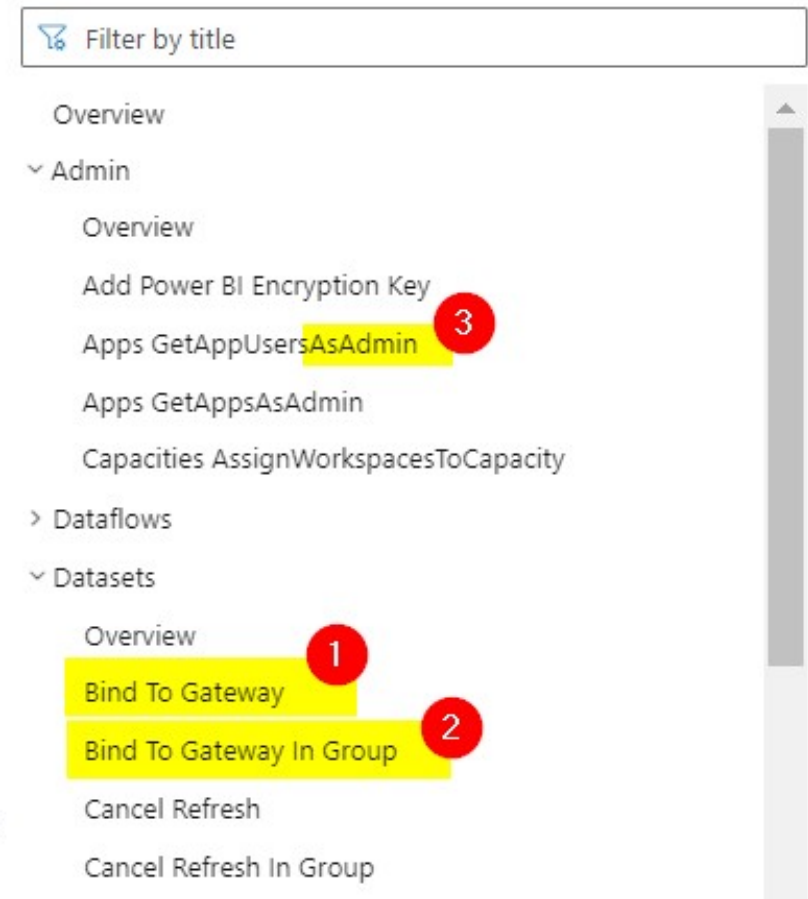 Filter by title
Overview
Admin
Overview
Add Power BI Encryption Key
3
Apps GetAppUsersAsAdmin
Apps GetAppsAsAdmin
Capacities AssignWorkspacesToCapacity
Dataflows
Datasets
Overview
1
Bind To Gateway
2
Bind To Gateway In Group
Cancel Refresh
Cancel Refresh In Group